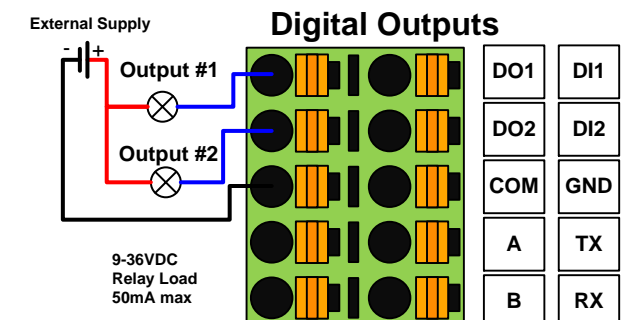 External Supply
Digital Outputs
- +
Output #1
Output #2
9-36VDC
Relay Load
50mA max
DO1 DI1
DO2 DI2
COM GND
A TX
B RX